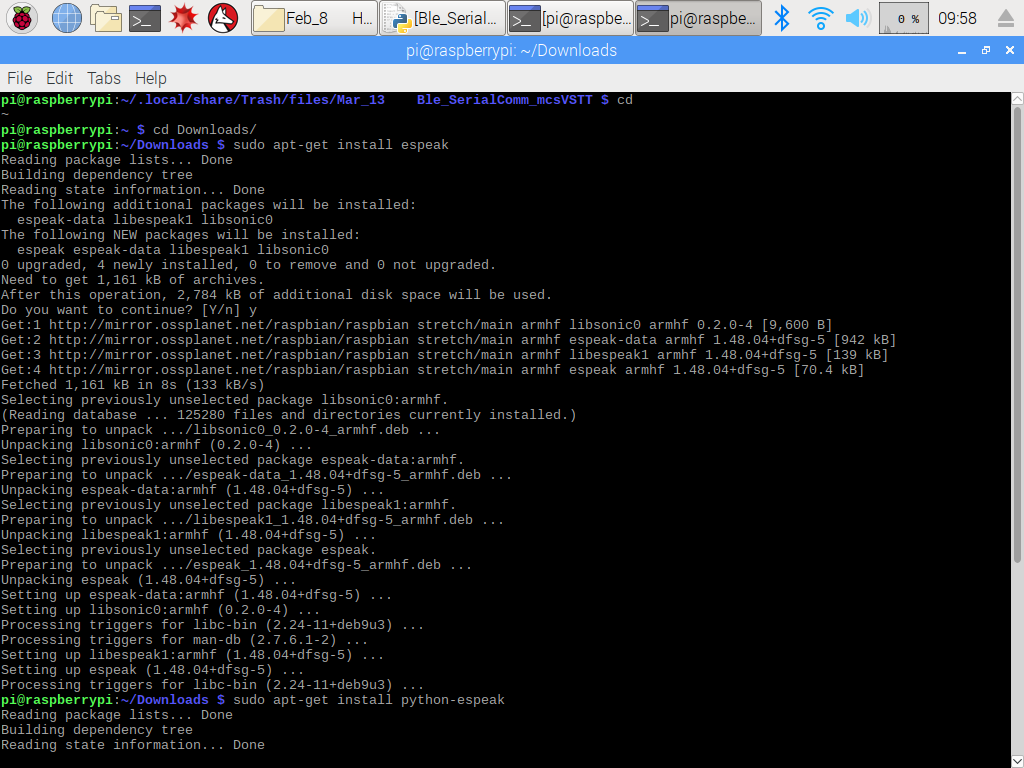 Feb_8 H... [Ble_Serial... [pi@raspbe... pi@raspbe... 0 % 09:58
pi@raspberrypi: ~/Downloads
File Edit Tabs Help
pi@raspberrypi:~/.local/share/Trash/files/Mar_13    Ble_SerialComm_mcsVSTT $ cd
~
pi@raspberrypi:~ $ cd Downloads/
pi@raspberrypi:~/Downloads $ sudo apt-get install espeak
Reading package lists... Done
Building dependency tree
Reading state information... Done
The following additional packages will be installed:
  espeak-data libespeak1 libsonic0
The following NEW packages will be installed:
  espeak espeak-data libespeak1 libsonic0
0 upgraded, 4 newly installed, 0 to remove and 0 not upgraded.
Need to get 1,161 kB of archives.
After this operation, 2,784 kB of additional disk space will be used.
Do you want to continue? [Y/n] y
Get:1 http://mirror.ossplanet.net/raspbian/raspbian stretch/main armhf libsonic0 armhf 0.2.0-4 [9,600 B]
Get:2 http://mirror.ossplanet.net/raspbian/raspbian stretch/main armhf espeak-data armhf 1.48.04+dfsg-5 [942 kB]
Get:3 http://mirror.ossplanet.net/raspbian/raspbian stretch/main armhf libespeak1 armhf 1.48.04+dfsg-5 [139 kB]
Get:4 http://mirror.ossplanet.net/raspbian/raspbian stretch/main armhf espeak armhf 1.48.04+dfsg-5 [70.4 kB]
Fetched 1,161 kB in 8s (133 kB/s)
Selecting previously unselected package libsonic0:armhf.
(Reading database ... 125280 files and directories currently installed.)
Preparing to unpack .../libsonic0_0.2.0-4_armhf.deb ...
Unpacking libsonic0:armhf (0.2.0-4) ...
Selecting previously unselected package espeak-data:armhf.
Preparing to unpack .../espeak-data_1.48.04+dfsg-5_armhf.deb ...
Unpacking espeak-data:armhf (1.48.04+dfsg-5) ...
Selecting previously unselected package libespeak1:armhf.
Preparing to unpack .../libespeak1_1.48.04+dfsg-5_armhf.deb ...
Unpacking libespeak1:armhf (1.48.04+dfsg-5) ...
Selecting previously unselected package espeak.
Preparing to unpack .../espeak_1.48.04+dfsg-5_armhf.deb ...
Unpacking espeak (1.48.04+dfsg-5) ...
Setting up espeak-data:armhf (1.48.04+dfsg-5) ...
Setting up libsonic0:armhf (0.2.0-4) ...
Processing triggers for libc-bin (2.24-11+deb9u3) ...
Processing triggers for man-db (2.7.6.1-2) ...
Setting up libespeak1:armhf (1.48.04+dfsg-5) ...
Setting up espeak (1.48.04+dfsg-5) ...
Processing triggers for libc-bin (2.24-11+deb9u3) ...
pi@raspberrypi:~/Downloads $ sudo apt-get install python-espeak
Reading package lists... Done
Building dependency tree
Reading state information... Done